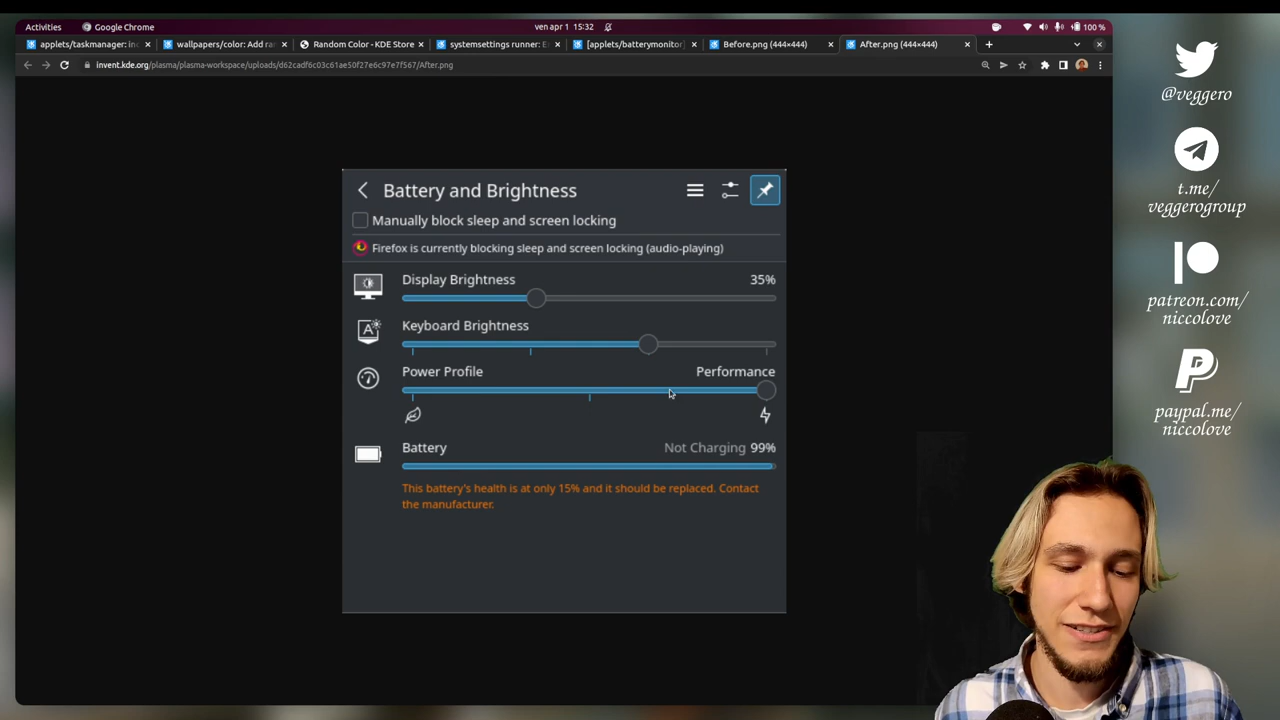 Activities
Google Chrome
ven apr 1 15:32
100 %
applets/taskmanager: inc
wallpapers/color: Add ra
Random Color - KDE Store
systemsettings runner: E
[applets/batterymonitor]
Before.png (444×444)
After.png (444×444)
invent.kde.org/plasma/plasma-workspace/uploads/d62cadf6c03c61ae50f27e6c97e7f567/After.png
Battery and Brightness
Manually block sleep and screen locking
Firefox is currently blocking sleep and screen locking (audio-playing)
Display Brightness 35%
Keyboard Brightness
Power Profile Performance
Battery Not Charging 99%
This battery's health is at only 15% and it should be replaced. Contact
the manufacturer.
@veggero
t.me/
veggerogroup
patreon.com/
niccolove
paypal.me/
niccolove